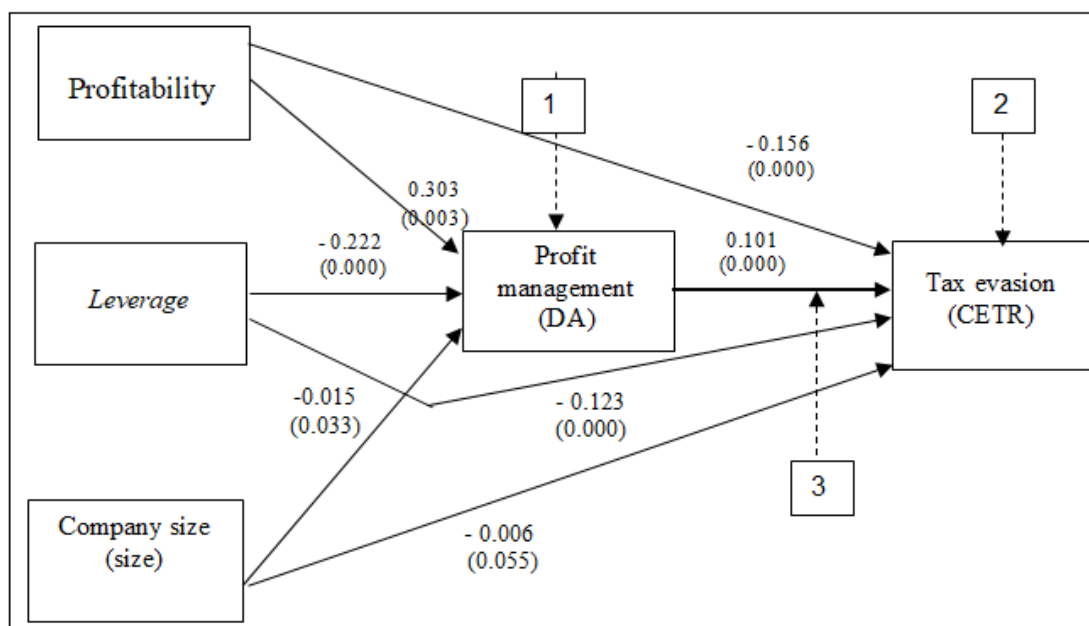 Profitability
1
2
- 0.156
(0.000)
0.303
(0.003)
- 0.222
(0.000)
Profit
management
(DA)
0.101
(0.000)
Tax evasion
(CETR)
Leverage
-0.015
(0.033)
- 0.123
(0.000)
3
Company size
(size)
- 0.006
(0.055)